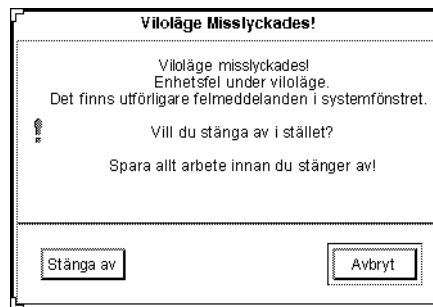 Viloläge Misslyckades!
Viloläge misslyckades!
Enhetsfel under viloläge.
Det finns utförligare felmeddelanden i systemfönstret.
Vill du stänga av i stället?
Spara allt arbete innan du stänger av!
Stänga av
Avbryt